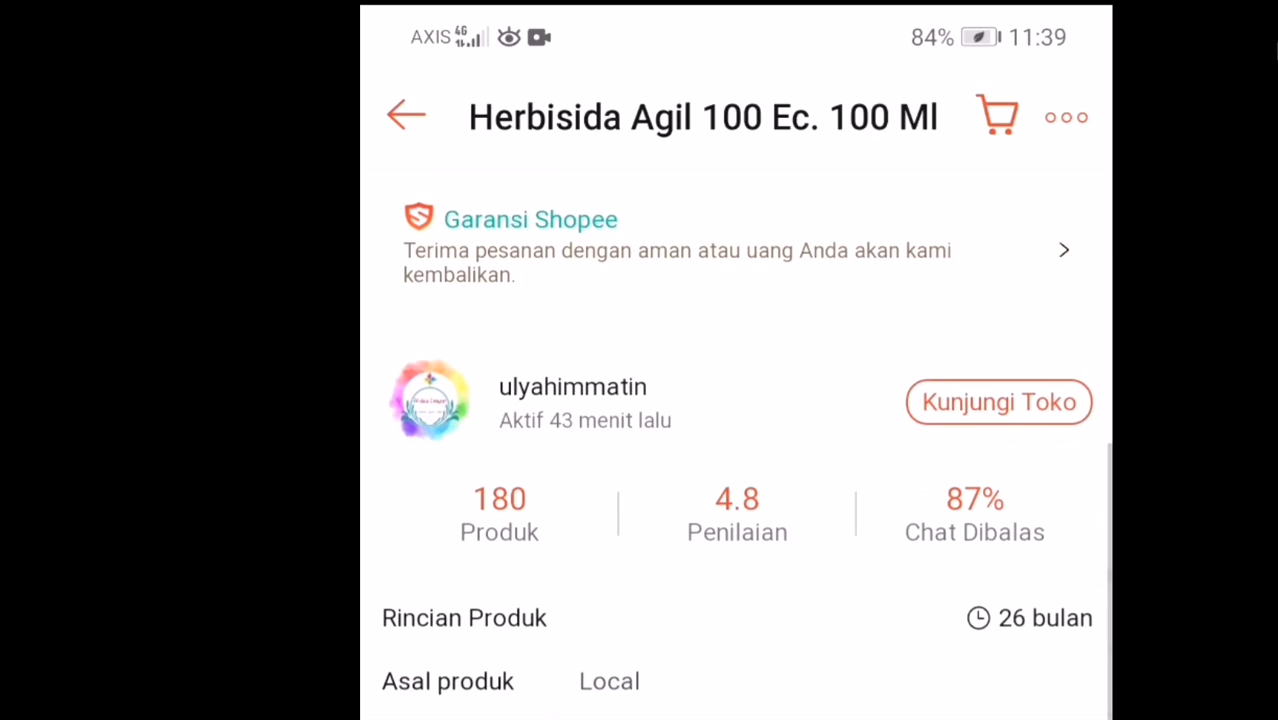 AXIS 4G 84% 11:39
Herbisida Agil 100 Ec. 100 Ml
Garansi Shopee
Terima pesanan dengan aman atau uang Anda akan kami
kembalikan.
ulyahimmatin
Aktif 43 menit lalu
Kunjungi Toko
180 4.8 87%
Produk Penilaian Chat Dibalas
Rincian Produk 26 bulan
Asal produk Local